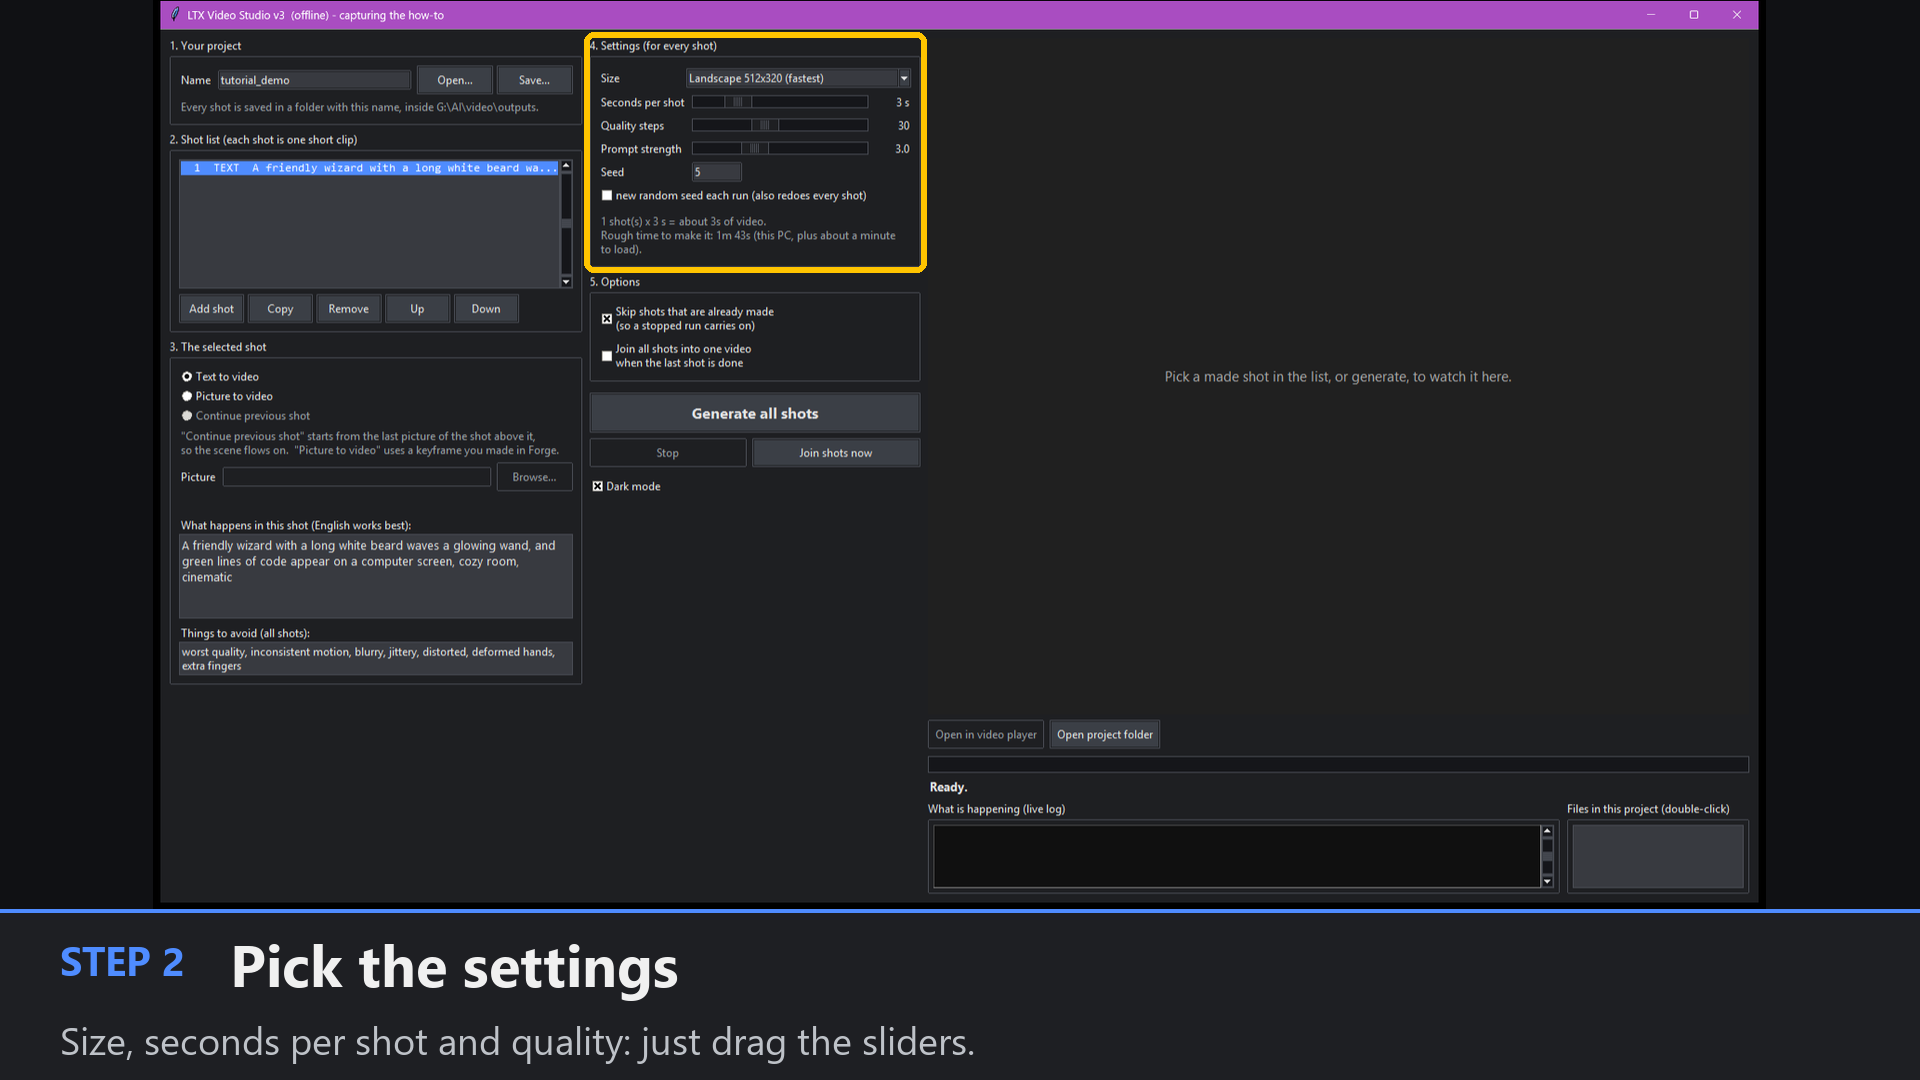 LTX Video Studio v3 (offline) - capturing the how-to
1. Your project
Name tutorial_demo Open... Save...
Every shot is saved in a folder with this name, inside G:\AI\video\outputs.
2. Shot list (each shot is one short clip)
1 TEXT A friendly wizard with a long white beard wa...
Add shot Copy Remove Up Down
3. The selected shot
Text to video
Picture to video
Continue previous shot
"Continue previous shot" starts from the last picture of the shot above it,
so the scene flows on. "Picture to video" uses a keyframe you made in Forge.
Picture Browse...
What happens in this shot (English works best):
A friendly wizard with a long white beard waves a glowing wand, and
green lines of code appear on a computer screen, cozy room,
cinematic
Things to avoid (all shots):
worst quality, inconsistent motion, blurry, jittery, distorted, deformed hands,
extra fingers
4. Settings (for every shot)
Size Landscape 512x320 (fastest)
Seconds per shot 3 s
Quality steps 30
Prompt strength 3.0
Seed 5
new random seed each run (also redoes every shot)
1 shot(s) x 3 s = about 3s of video.
Rough time to make it: 1m 43s (this PC, plus about a minute
to load).
5. Options
Skip shots that are already made
(so a stopped run carries on)
Join all shots into one video
when the last shot is done
Generate all shots
Stop Join shots now
Dark mode
Pick a made shot in the list, or generate, to watch it here.
Open in video player Open project folder
Ready.
What is happening (live log) Files in this project (double-click)
STEP 2 Pick the settings
Size, seconds per shot and quality: just drag the sliders.